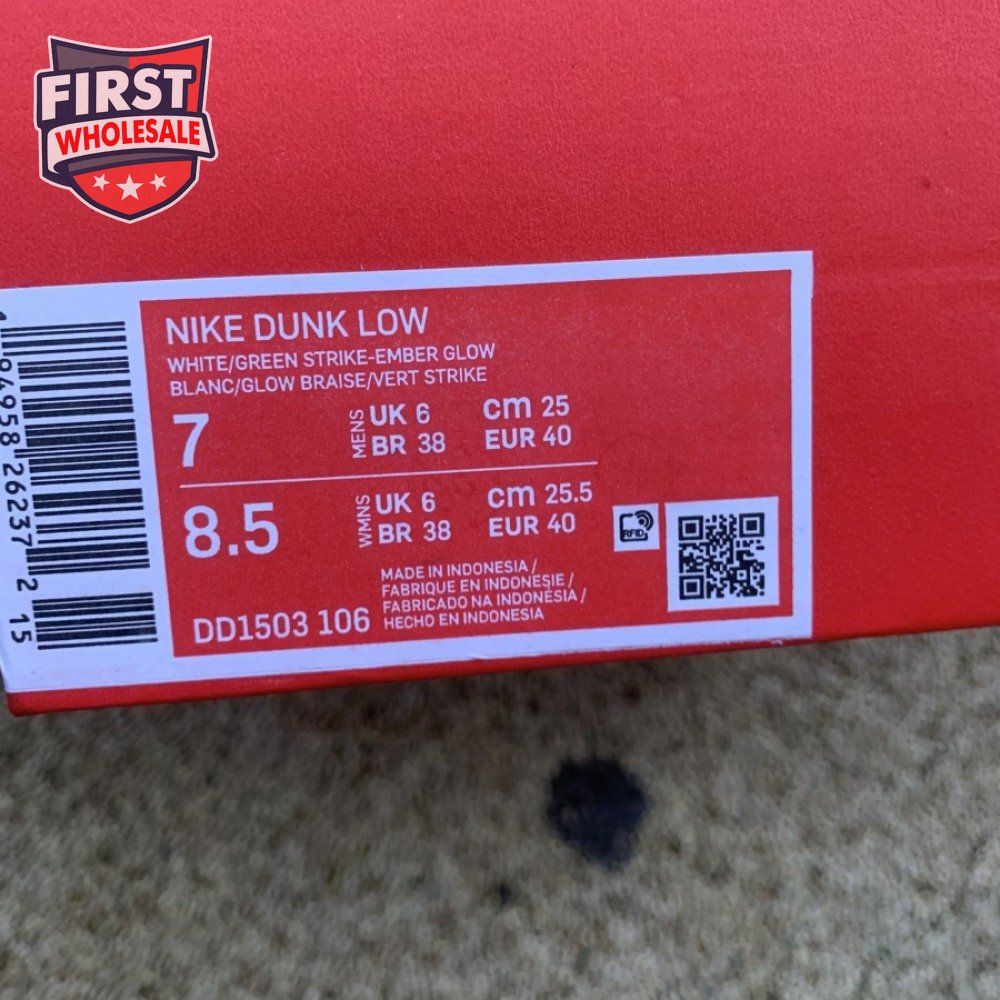 FIRST
WHOLESALE
NIKE DUNK LOW
WHITE/GREEN STRIKE-EMBER GLOW
BLANC/GLOW BRAISE/VERT STRIKE
7
MENS
UK 6
cm 25
BR 38
EUR 40
8.5
WMNS
UK 6
cm 25.5
BR 38
EUR 40
RFID
MADE IN INDONESIA /
FABRIQUE EN INDONESIE /
FABRICADO NA INDONÉSIA /
HECHO EN INDONESIA
DD1503 106
1 94958 26237 2 15